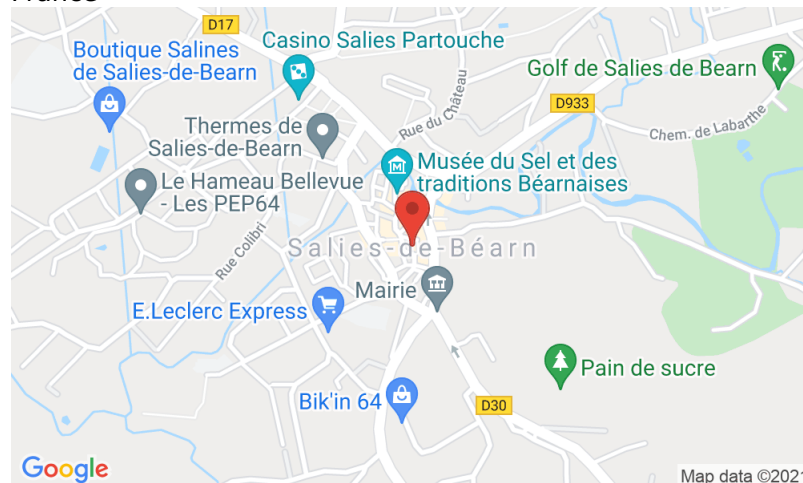 France
D17
Boutique Salines
de Salies-de-Bearn
Casino Salies Partouche
Golf de Salies de Bearn
D933
Rue du Château
Chem. de Labarthe
Thermes de
Salies-de-Bearn
Musée du Sel et des
traditions Béarnaises
Le Hameau Bellevue
- Les PEP64
Rue Colibri
Salies-de-Béarn
Mairie
E.Leclerc Express
Pain de sucre
Bik'in 64
D30
Google
Map data ©2021